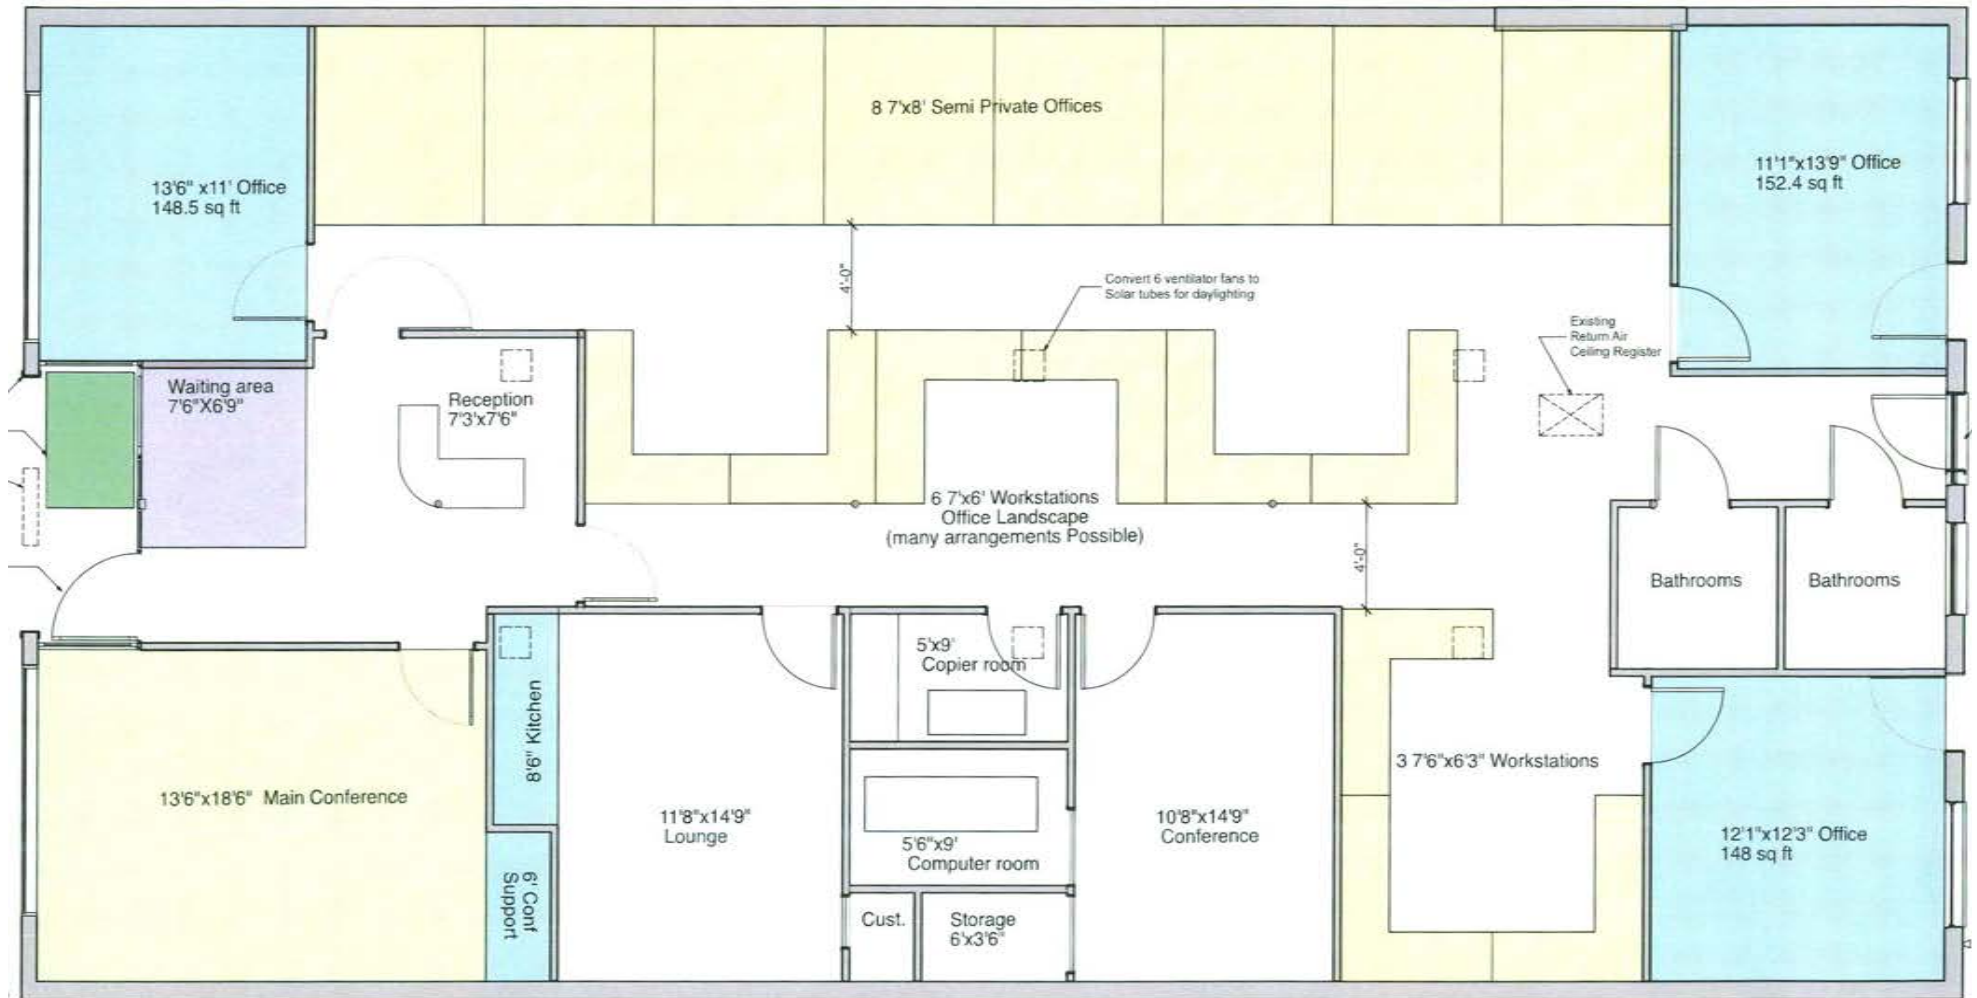 8 7'x8' Semi Private Offices
13'6" x11' Office
148.5 sq ft
11'1"x13'9" Office
152.4 sq ft
4'-0"
Convert 6 ventilator fans to
Solar tubes for daylighting
Existing
Return Air
Ceiling Register
Waiting area
7'6"X6'9"
Reception
7'3'x7'6"
6 7'x6' Workstations
Office Landscape
(many arrangements Possible)
4'-0"
Bathrooms
Bathrooms
5'x9'
Copier room
8'6" Kitchen
3 7'6"x6'3" Workstations
13'6"x18'6" Main Conference
11'8"x14'9"
Lounge
10'8"x14'9"
Conference
12'1"x12'3" Office
148 sq ft
5'6"x9'
Computer room
6' Conf
Support
Cust.
Storage
6'x3'6"